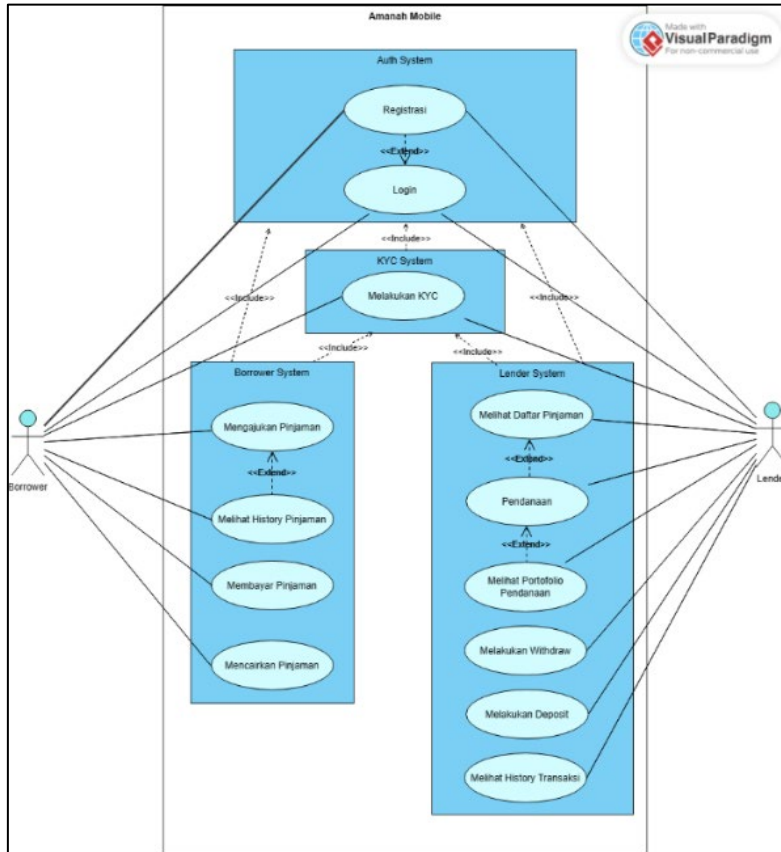 Amanah Mobile
Made with
VisualParadigm
For non-commercial use
Auth System
Registrasi
<<Extend>>
Login
<<Include>>
KYC System
<<Include>>
Melakukan KYC
<<Include>>
<<Include>>
<<Include>>
Borrower System
Lender System
Mengajukan Pinjaman
Melihat Daftar Pinjaman
<<Extend>>
<<Extend>>
Borrower
Lende
Melihat History Pinjaman
Pendanaan
<<Extend>>
Membayar Pinjaman
Melihat Portofolio
Pendanaan
Mencairkan Pinjaman
Melakukan Withdraw
Melakukan Deposit
Melihat History Transaksi